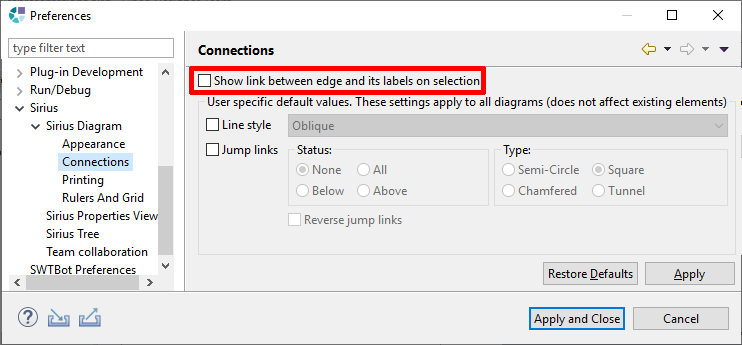 Preferences
type filter text
Connections
Plug-in Development
Run/Debug
Sirius
Sirius Diagram
Appearance
Connections
Printing
Rulers And Grid
Sirius Properties View
Sirius Tree
Team collaboration
SWTBot Preferences
Show link between edge and its labels on selection
User specific default values. These settings apply to all diagrams (does not affect existing elements)
Line style
Oblique
Jump links
Status:
None
All
Below
Above
Type:
Semi-Circle
Square
Chamfered
Tunnel
Reverse jump links
Restore Defaults
Apply
Apply and Close
Cancel